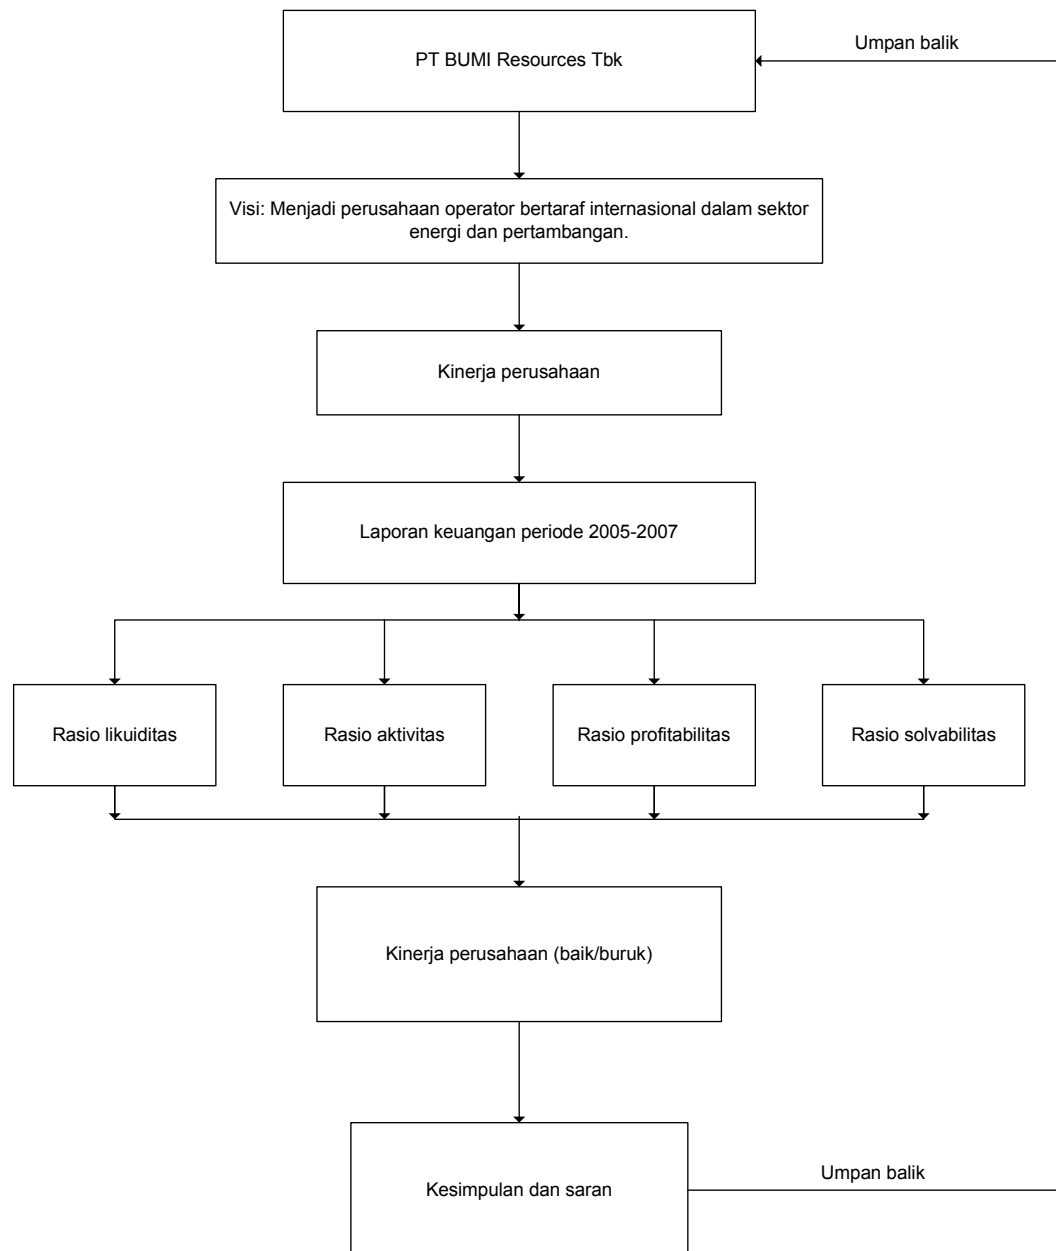 PT BUMI Resources Tbk
Umpan balik
Visi: Menjadi perusahaan operator bertaraf internasional dalam sektor
energi dan pertambangan.
Kinerja perusahaan
Laporan keuangan periode 2005-2007
Rasio likuiditas
Rasio aktivitas
Rasio profitabilitas
Rasio solvabilitas
Kinerja perusahaan (baik/buruk)
Kesimpulan dan saran
Umpan balik